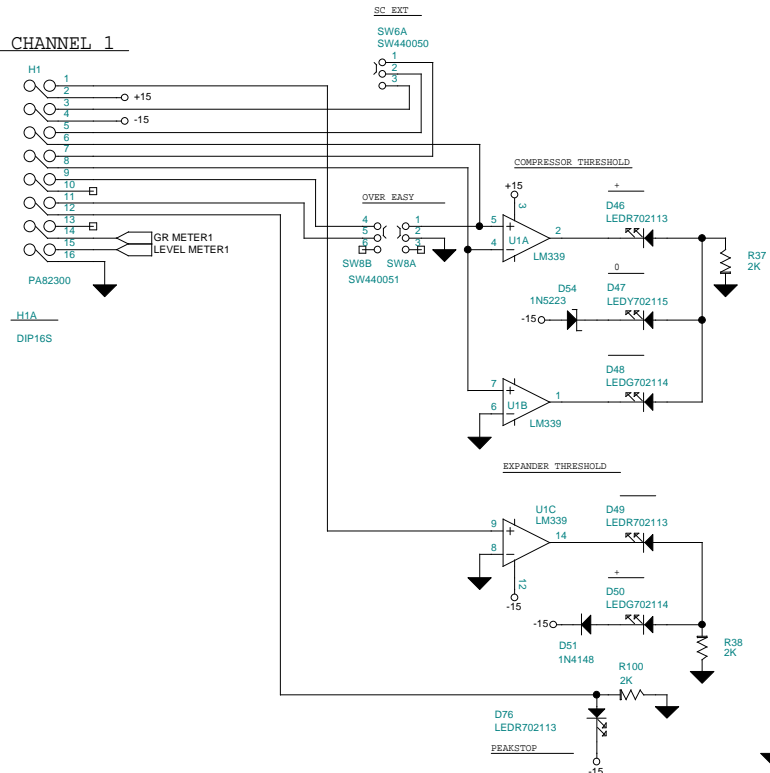 SC EXT
SW6A
SW440050
1
2
3
CHANNEL 1
H1
1
2
3
4
5
6
7
8
9
10
11
12
13
14
15
16
+15
-15
GR METER1
LEVEL METER1
PA82300
H1A
DIP16S
OVER EASY
4
5
6
1
2
3
SW8B
SW8A
SW440051
COMPRESSOR THRESHOLD
+15
3
5
+
4
−
U1A
2
LM339
+
D46
LEDR702113
R37
2K
0
D54
1N5223
D47
LEDY702115
-15
D48
LEDG702114
7
+
6
−
U1B
1
LM339
EXPANDER THRESHOLD
U1C
LM339
9
+
8
−
14
12
-15
D49
LEDR702113
+
D50
LEDG702114
-15
D51
1N4148
R38
2K
R100
2K
D76
LEDR702113
PEAKSTOP
-15